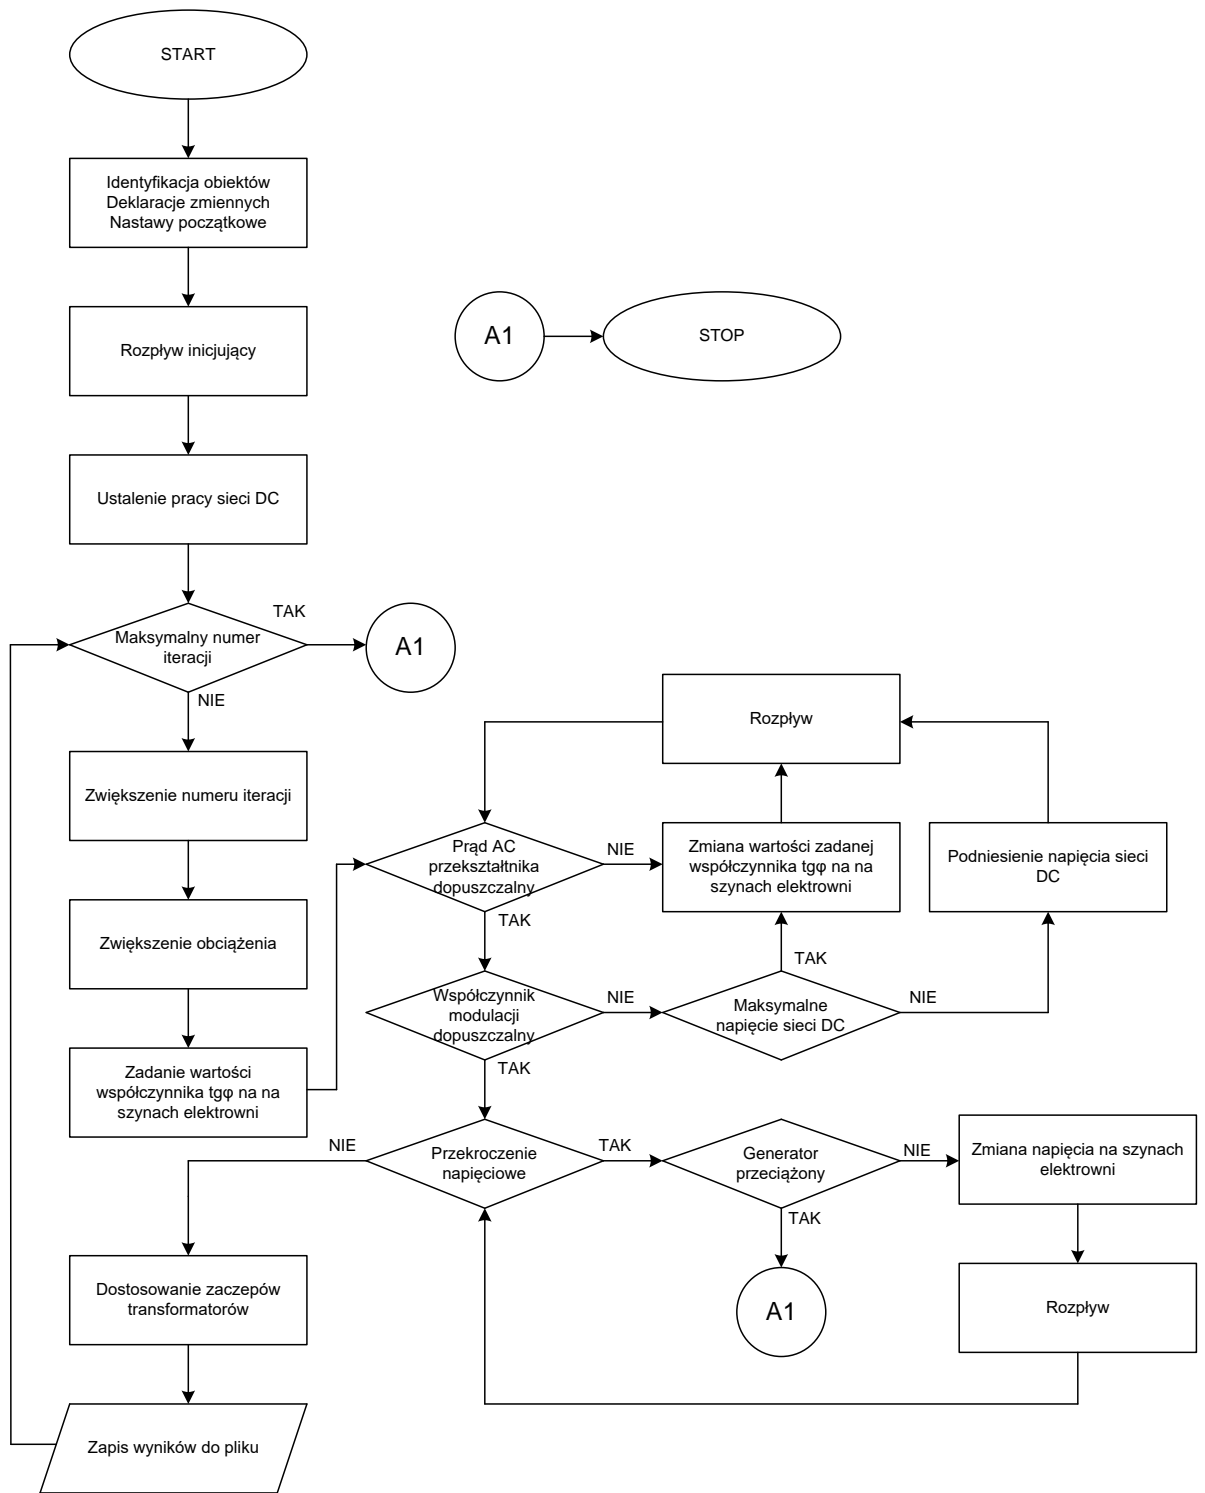 START
Identyfikacja obiektów
Deklaracje zmiennych
Nastawy początkowe
Rozpływ inicjujący
A1
STOP
Ustalenie pracy sieci DC
Maksymalny numer
iteracji
TAK
A1
NIE
Zwiększenie numeru iteracji
Zwiększenie obciążenia
Zadanie wartości
współczynnika tgφ na na
szynach elektrowni
Rozpływ
Prąd AC
przekształtnika
dopuszczalny
NIE
Zmiana wartości zadanej
współczynnika tgφ na na
szynach elektrowni
Podniesienie napięcia sieci
DC
TAK
Współczynnik
modulacji
dopuszczalny
NIE
TAK
Maksymalne
napięcie sieci DC
NIE
TAK
Przekroczenie
napięciowe
NIE
TAK
Generator
przeciążony
NIE
Zmiana napięcia na szynach
elektrowni
TAK
A1
Rozpływ
Dostosowanie zaczepów
transformatorów
Zapis wyników do pliku